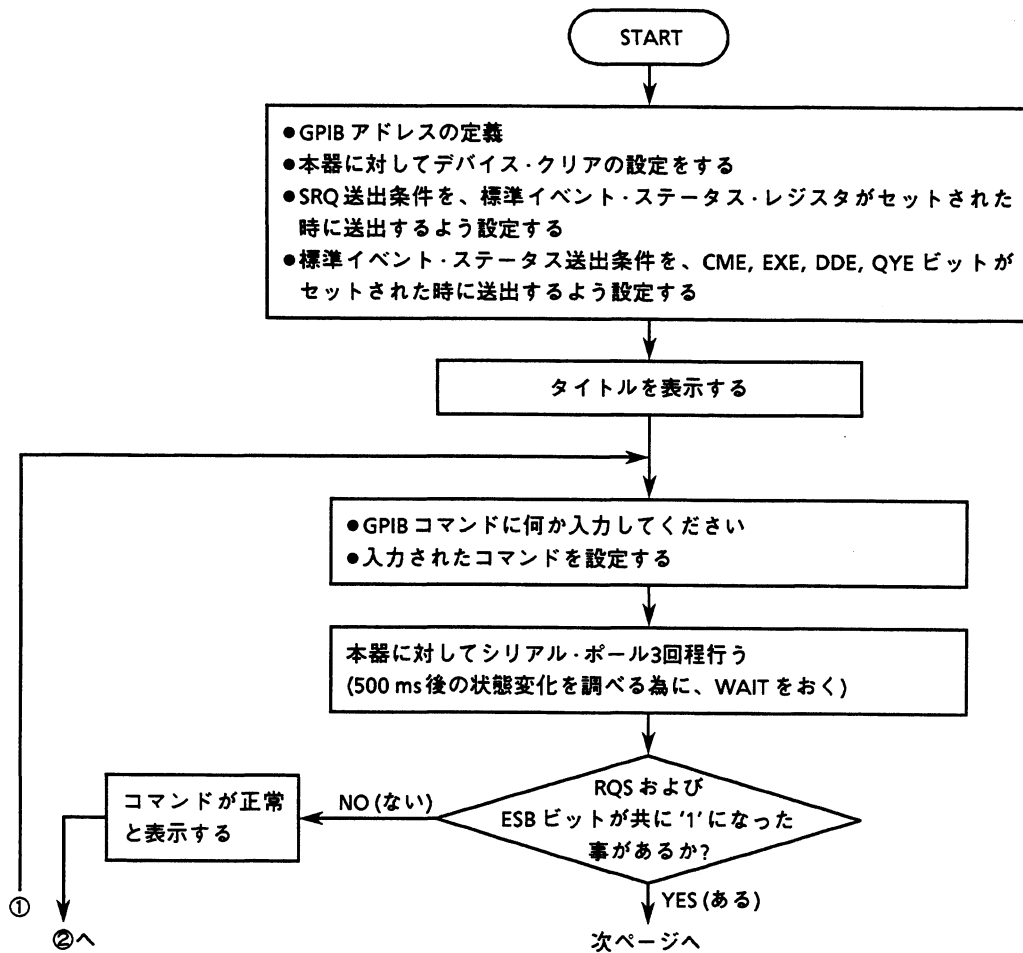 START
●GPIB アドレスの定義
●本器に対してデバイス·クリアの設定をする
●SRQ 送出条件を、標準イベント·ステータス·レジスタがセットされた
時に送出するよう設定する
●標準イベント·ステータス送出条件を、CME, EXE, DDE, QYE ビットが
セットされた時に送出するよう設定する
タイトルを表示する
●GPIB コマンドに何か入力してください
●入力されたコマンドを設定する
本器に対してシリアル·ポール3回程行う
(500 ms 後の状態変化を調べる為に、WAIT をおく)
RQS および
ESB ビットが共に '1' になった
事があるか?
NO (ない)
コマンドが正常
と表示する
YES (ある)
①
②へ
次ページへ